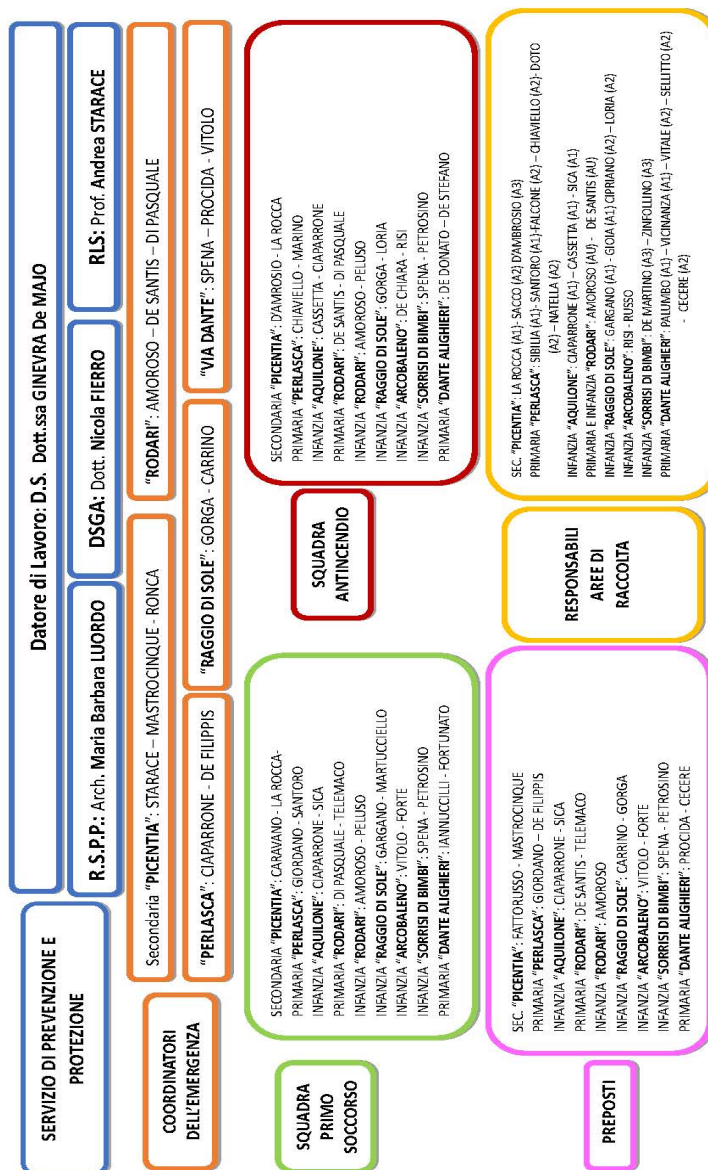 SERVIZIO DI PREVENZIONE E
PROTEZIONE
Datore di Lavoro: D.S. Dott.ssa GINEVRA De MAIO
R.S.P.P.: Arch. Maria Barbara LUORDO
DSGA: Dott. Nicola FIERRO
RLS: Prof. Andrea STARACE
COORDINATORI
DELL'EMERGENZA
Secondaria "PICENTIA": STARACE – MASTROCINQUE - RONCA
"RODARI": AMOROSO – DE SANTIS – DI PASQUALE
"PERLASCA": CIAPARRONE - DE FILIPPIS
"RAGGIO DI SOLE": GORGA - CARRINO
"VIA DANTE": SPENA – PROCIDA - VITOLO
SQUADRA
PRIMO
SOCCORSO
SECONDARIA "PICENTIA": CARAVANO - LA ROCCA-
PRIMARIA "PERLASCA": GIORDANO - SANTORO
INFANZIA "AQUILONE": CIAPARRONE - SICA
PRIMARIA "RODARI": DI PASQUALE - TELEMACO
INFANZIA "RODARI": AMOROSO - PELUSO
INFANZIA "RAGGIO DI SOLE": GARGANO - MARTUCCIELLO
INFANZIA "ARCOBALENO": VITOLO - FORTE
INFANZIA "SORRISI DI BIMBI": SPENA - PETROSINO
PRIMARIA "DANTE ALIGHIERI": IANNUCCILLI - FORTUNATO
SQUADRA
ANTINCENDIO
SECONDARIA "PICENTIA": D'AMROSIO - LA ROCCA
PRIMARIA "PERLASCA": CHIAVIELLO - MARINO
INFANZIA "AQUILONE": CASSETTA - CIAPARRONE
PRIMARIA "RODARI": DE SANTIS - DI PASQUALE
INFANZIA "RODARI": AMOROSO - PELUSO
INFANZIA "RAGGIO DI SOLE": GORGA - LORIA
INFANZIA "ARCOBALENO": DE CHIARA - RISI
INFANZIA "SORRISI DI BIMBI": SPENA - PETROSINO
PRIMARIA "DANTE ALIGHIERI": DE DONATO – DE STEFANO
PREPOSTI
SEC. "PICENTIA": FATTORUSSO - MASTROCINQUE
PRIMARIA "PERLASCA": GIORDANO – DE FILIPPIS
INFANZIA "AQUILONE": CIAPARRONE - SICA
PRIMARIA "RODARI": DE SANTIS - TELEMACO
INFANZIA "RODARI": AMOROSO
INFANZIA "RAGGIO DI SOLE": CARRINO - GORGA
INFANZIA "ARCOBALENO": VITOLO - FORTE
INFANZIA "SORRISI DI BIMBI": SPENA - PETROSINO
PRIMARIA "DANTE ALIGHIERI": PROCIDA - CECERE
RESPONSABILI
AREE DI
RACCOLTA
SEC. "PICENTIA": LA ROCCA (A1)- SACCO (A2) D'AMBROSIO (A3)
PRIMARIA "PERLASCA": SIBILIA (A1)- SANTORO (A1)-FALCONE (A2) – CHIAVIELLO (A2)- DOTO
(A2) – NATELLA (A2)
INFANZIA "AQUILONE": CIAPARRONE (A1) – CASSETTA (A1) - SICA (A1)
PRIMARIA E INFANZIA "RODARI": AMOROSO (AU) - DE SANTIS (AU)
INFANZIA "RAGGIO DI SOLE": GARGANO (A1) - GIOIA (A1) CIPRIANO (A2) – LORIA (A2)
INFANZIA "ARCOBALENO": RISI - RUSSO
INFANZIA "SORRISI DI BIMBI": DE MARTINO (A3) – ZINFOLLINO (A3)
PRIMARIA "DANTE ALIGHIERI": PALUMBO (A1) – VICINANZA (A1) – VITALE (A2) – SELLITTO (A2)
- CECERE (A2)